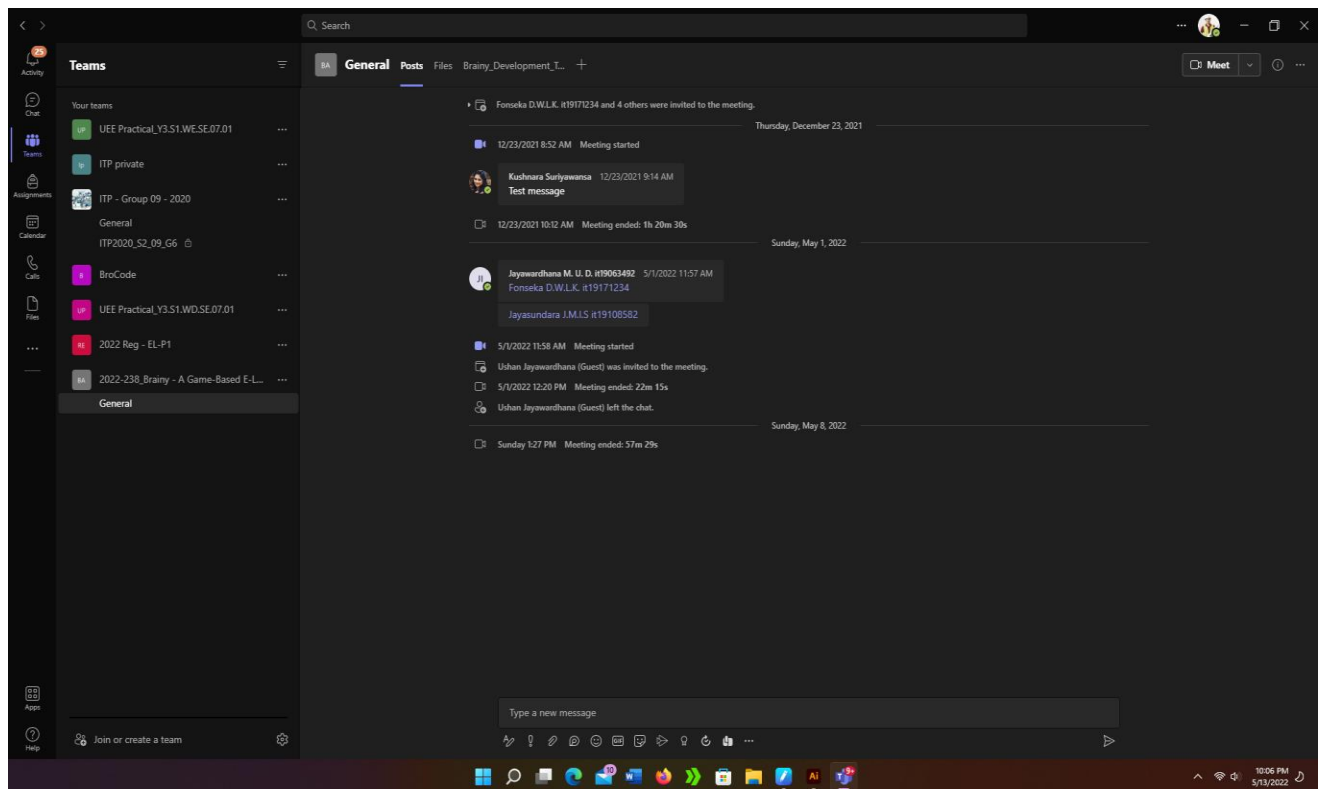 Search
25
Activity
Chat
Teams
Assignments
Calendar
Calls
Files
Apps
Help
Teams
Your teams
UP UEE Practical_Y3.S1.WE.SE.07.01
Ip ITP private
ITP - Group 09 - 2020
General
ITP2020_S2_09_G6
B BroCode
UP UEE Practical_Y3.S1.WD.SE.07.01
RE 2022 Reg - EL-P1
BA 2022-238_Brainy - A Game-Based E-L...
General
Join or create a team
BA General Posts Files Brainy_Development_T...
Meet
Fonseka D.W.L.K. it19171234 and 4 others were invited to the meeting.
Thursday, December 23, 2021
12/23/2021 8:52 AM Meeting started
Kushnara Suriyawansa 12/23/2021 9:14 AM
Test message
12/23/2021 10:12 AM Meeting ended: 1h 20m 30s
Sunday, May 1, 2022
JI Jayawardhana M. U. D. it19063492 5/1/2022 11:57 AM
Fonseka D.W.L.K. it19171234
Jayasundara J.M.I.S it19108582
5/1/2022 11:58 AM Meeting started
Ushan Jayawardhana (Guest) was invited to the meeting.
5/1/2022 12:20 PM Meeting ended: 22m 15s
Ushan Jayawardhana (Guest) left the chat.
Sunday, May 8, 2022
Sunday 1:27 PM Meeting ended: 57m 29s
Type a new message
GIF
10
W
Ai
9+
10:06 PM
5/13/2022